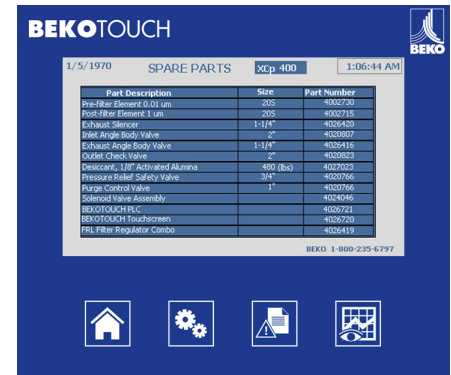 BEKOTOUCH
BEKO
1/5/1970 SPARE PARTS XCp 400 1:06:44 AM
Part Description Size Part Number
Pre-filter Element 0.01 um 20S 4002730
Post-filter Element 1 um 20S 4002715
Exhaust Silencer 1-1/4" 4026420
Inlet Angle Body Valve 2" 4020807
Exhaust Angle Body Valve 1-1/4" 4026416
Outlet Check Valve 2" 4020823
Desiccant, 1/8" Activated Alumina 480 (lbs) 4027023
Pressure Relief Safety Valve 3/4" 4020766
Purge Control Valve 1" 4020766
Solenoid Valve Assembly 4024046
BEKOTOUCH PLC 4026721
BEKOTOUCH Touchscreen 4026720
FRL Filter Regulator Combo 4026419
BEKO 1-800-235-6797